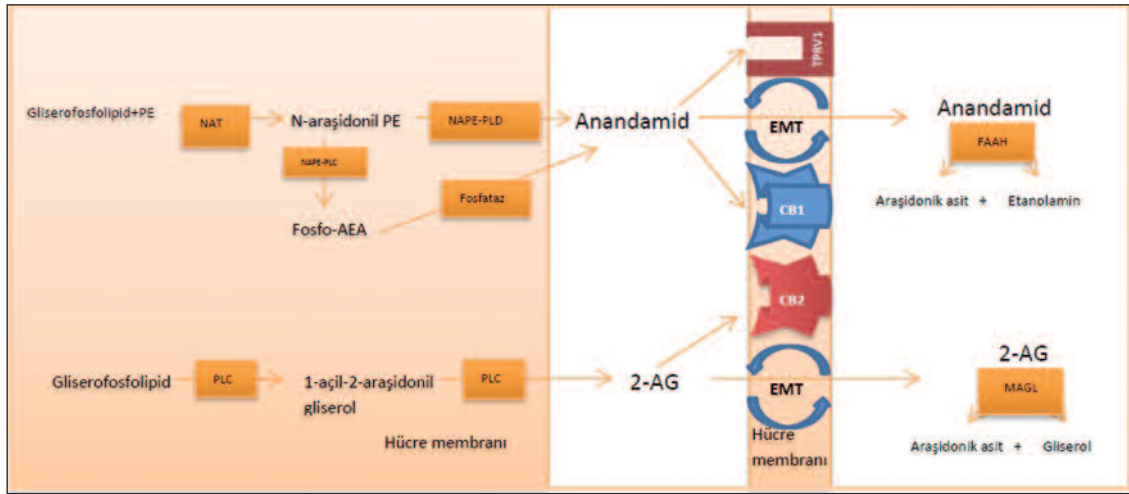 TPRV1
Gliserofosfolipid+PE
NAT
N-araşidonil PE
NAPE-PLD
Anandamid
EMT
Anandamid
FAAH
NAPE-PLC
Araşidonik asit + Etanolamin
Fosfataz
CB1
Fosfo-AEA
CB2
Gliserofosfolipid
PLC
1-açil-2-araşidonil
gliserol
PLC
2-AG
EMT
2-AG
MAGL
Hücre membranı
Hücre
membranı
Araşidonik asit + Gliserol